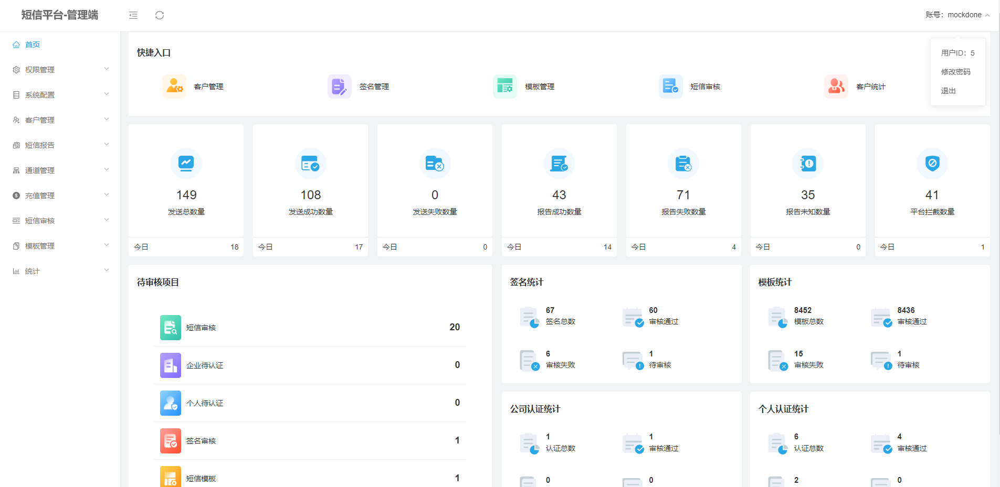 短信平台-管理端
账号：mockdone
用户ID：5
修改密码
退出
首页
权限管理
系统配置
客户管理
短信报告
通道管理
充值管理
短信审核
模板管理
统计
快捷入口
客户管理
签名管理
模板管理
短信审核
客户统计
149
发送总数量
今日 18
108
发送成功数量
今日 17
0
发送失败数量
今日 0
43
报告成功数量
今日 14
71
报告失败数量
今日 4
35
报告未知数量
今日 0
41
平台拦截数量
今日 1
待审核项目
短信审核 20
企业待认证 0
个人待认证 0
签名审核 1
短信模板 1
签名统计
67
签名总数
60
审核通过
6
审核失败
1
待审核
模板统计
8452
模板总数
8436
审核通过
15
审核失败
1
待审核
公司认证统计
1
认证总数
1
审核通过
0
0
个人认证统计
6
认证总数
4
审核通过
2
0